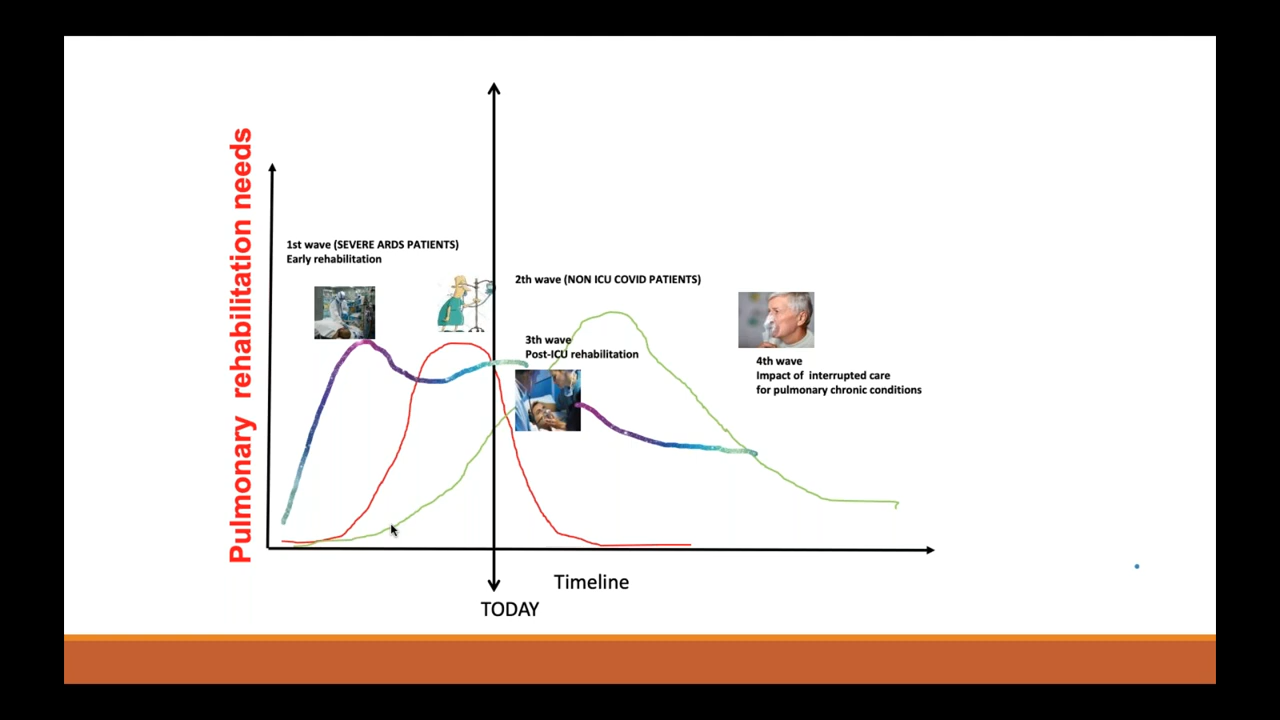 Pulmonary rehabilitation needs
1st wave (SEVERE ARDS PATIENTS)
Early rehabilitation
2th wave (NON ICU COVID PATIENTS)
3th wave
Post-ICU rehabilitation
4th wave
Impact of interrupted care
for pulmonary chronic conditions
Timeline
TODAY